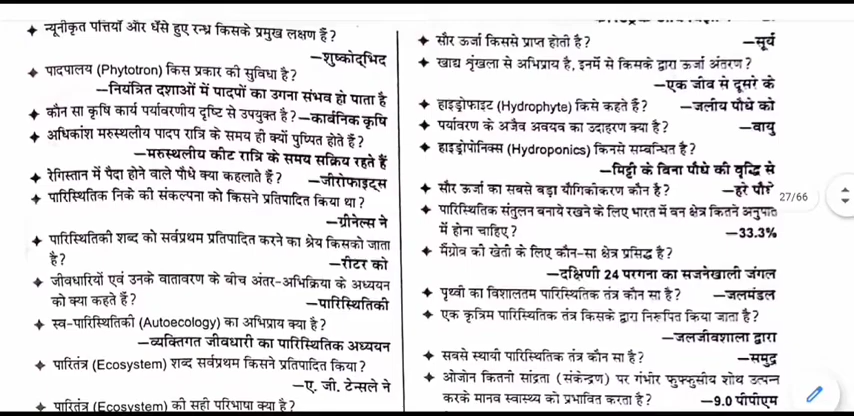 ✦ न्यूनीकृत पत्तियाँ और धँसे हुए रन्ध्र किसके प्रमुख लक्षण हैं?
—शुष्कोद्‌भिद
✦ पादपालय (Phytotron) किस प्रकार की सुविधा है?
—नियंत्रित दशाओं में पादपों का उगना संभव हो पाता है
✦ कौन सा कृषि कार्य पर्यावरणीय दृष्टि से उपयुक्त है?—कार्बनिक कृषि
✦ अधिकांश मरुस्थलीय पादप रात्रि के समय ही क्यों पुष्पित होते हैं?
—मरुस्थलीय कीट रात्रि के समय सक्रिय रहते हैं
✦ रेगिस्तान में पैदा होने वाले पौधे क्या कहलाते हैं? —जीरोफाइट्स
✦ पारिस्थितिक निके की संकल्पना को किसने प्रतिपादित किया था?
—ग्रीनेल्स ने
✦ पारिस्थितिकी शब्द को सर्वप्रथम प्रतिपादित करने का श्रेय किसको जाता
है? —रीटर को
✦ जीवधारियों एवं उनके वातावरण के बीच अंतर-अभिक्रिया के अध्ययन
को क्या कहते हैं? —पारिस्थितिकी
✦ स्व-पारिस्थितिकी (Autoecology) का अभिप्राय क्या है?
—व्यक्तिगत जीवधारी का पारिस्थितिक अध्ययन
✦ पारितंत्र (Ecosystem) शब्द सर्वप्रथम किसने प्रतिपादित किया?
—ए. जी. टेन्सले ने
✦ पारितंत्र (Ecosystem) की सही परिभाषा क्या है?
✦ सौर ऊर्जा किससे प्राप्त होती है? —सूर्य
✦ खाद्य शृंखला से अभिप्राय है, इनमें से किसके द्वारा ऊर्जा अंतरण?
—एक जीव से दूसरे के
✦ हाइड्रोफाइट (Hydrophyte) किसे कहते हैं? —जलीय पौधे को
✦ पर्यावरण के अजैव अवयव का उदाहरण क्या है? —वायु
✦ हाइड्रोपोनिक्स (Hydroponics) किनसे सम्बन्धित है?
—मिट्टी के बिना पौधे की वृद्धि से
✦ सौर ऊर्जा का सबसे बड़ा यौगिकीकरण कौन है? —हरे पौधे
✦ पारिस्थितिक संतुलन बनाये रखने के लिए भारत में वन क्षेत्र कितने अनुपात
में होना चाहिए? —33.3%
✦ मैंग्रोव की खेती के लिए कौन-सा क्षेत्र प्रसिद्ध है?
—दक्षिणी 24 परगना का सजनेखाली जंगल
✦ पृथ्वी का विशालतम पारिस्थितिक तंत्र कौन सा है? —जलमंडल
✦ एक कृत्रिम पारिस्थितिक तंत्र किसके द्वारा निरूपित किया जाता है?
—जलजीवशाला द्वारा
✦ सबसे स्थायी पारिस्थितिक तंत्र कौन सा है? —समुद्र
✦ ओजोन कितनी सांद्रता (संकेन्द्रण) पर गंभीर फुफ्फुसीय शोथ उत्पन्न
करके मानव स्वास्थ्य को प्रभावित करता है? —9.0 पीपीएम
27/66